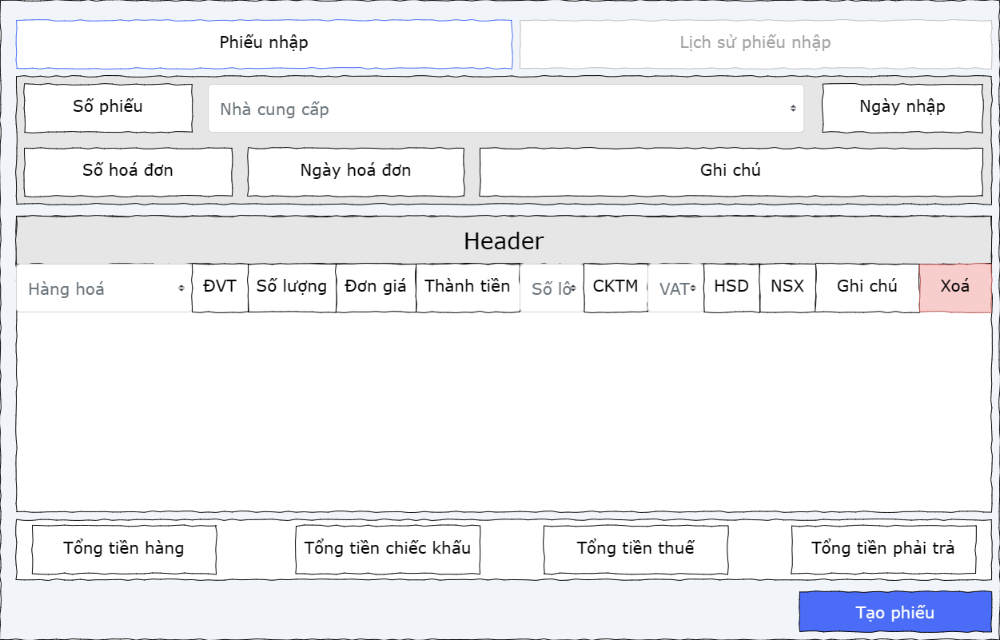 Phiếu nhập
Lịch sử phiếu nhập
Số phiếu
Nhà cung cấp
Ngày nhập
Số hoá đơn
Ngày hoá đơn
Ghi chú
Header
Hàng hoá
ĐVT
Số lượng
Đơn giá
Thành tiền
Số lô
CKTM
VAT
HSD
NSX
Ghi chú
Xoá
Tổng tiền hàng
Tổng tiền chiếc khấu
Tổng tiền thuế
Tổng tiền phải trả
Tạo phiếu